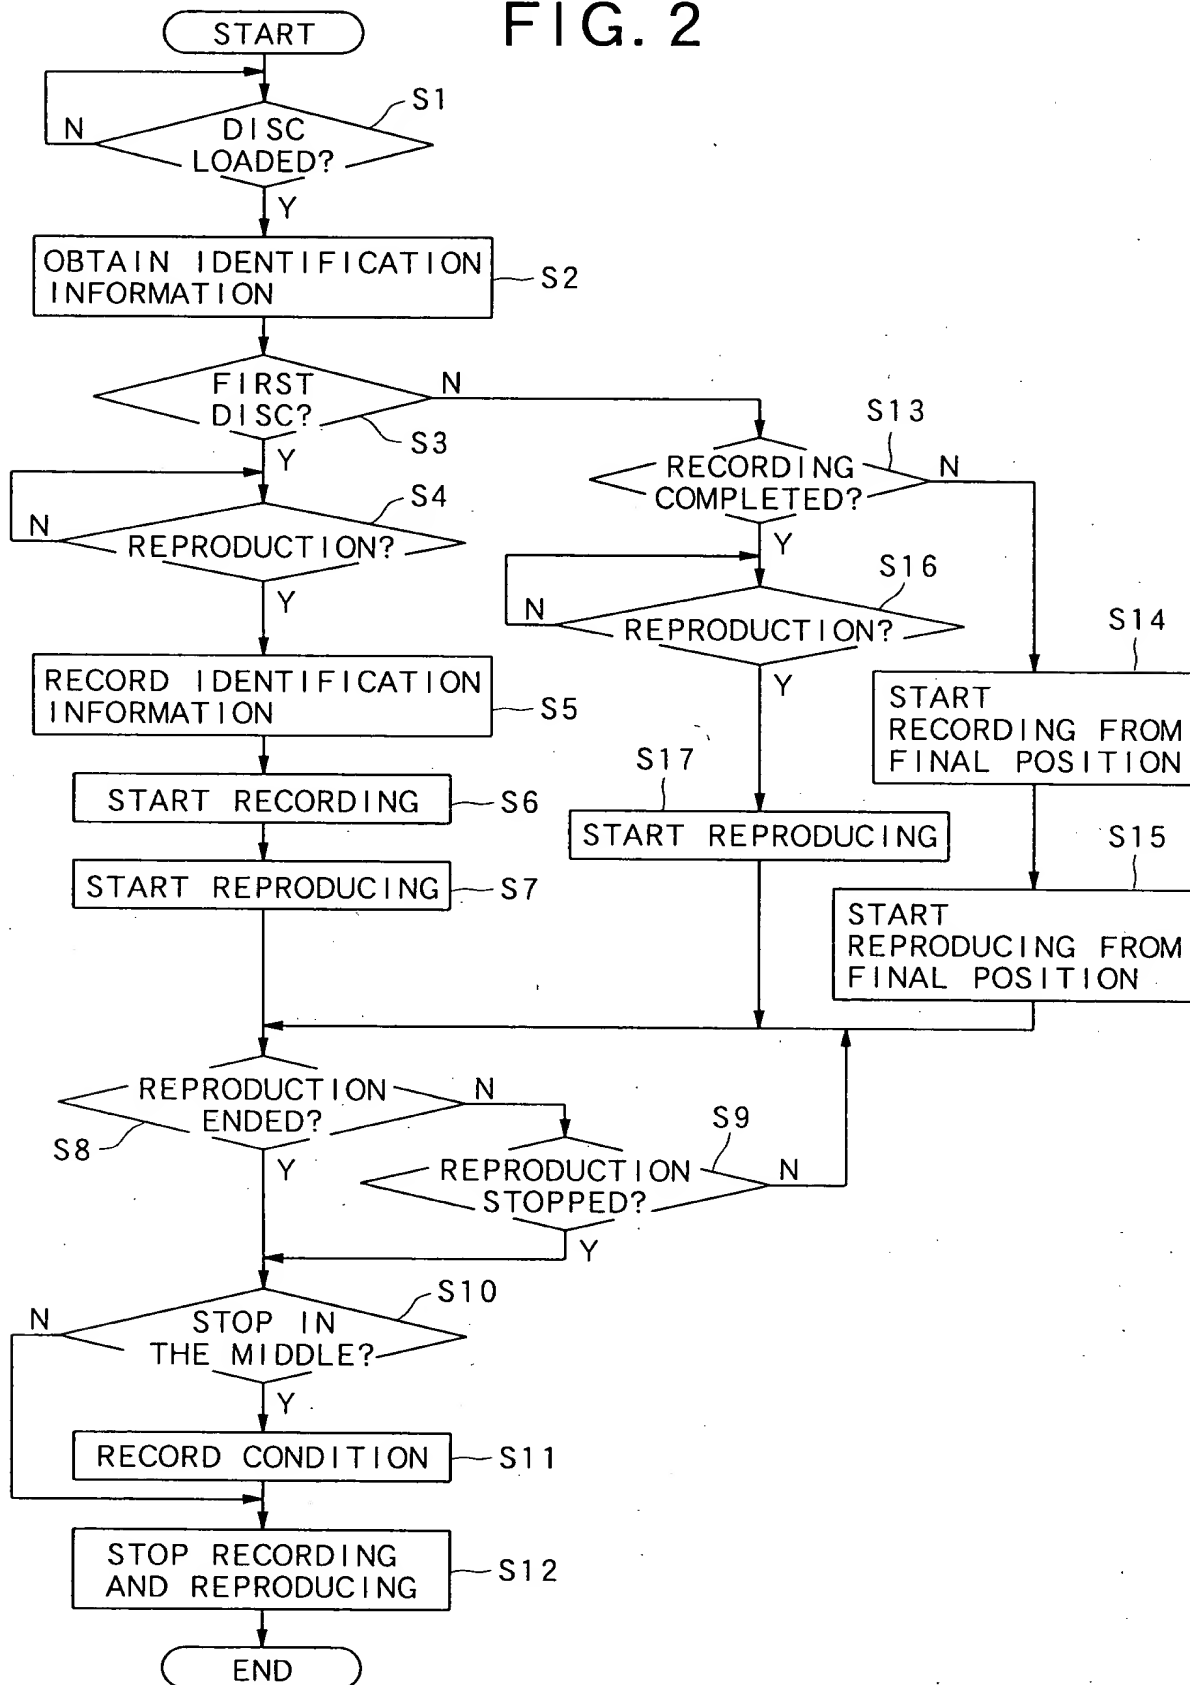 FIG. 2
START
S1
N
DISC
LOADED?
Y
OBTAIN IDENTIFICATION
INFORMATION
S2
FIRST
DISC?
N
S3
Y
S13
RECORDING
COMPLETED?
N
Y
S4
N
REPRODUCTION?
Y
S16
N
REPRODUCTION?
Y
S14
START
RECORDING FROM
FINAL POSITION
RECORD IDENTIFICATION
INFORMATION
S5
START RECORDING
S6
S17
START REPRODUCING
START REPRODUCING
S7
S15
START
REPRODUCING FROM
FINAL POSITION
REPRODUCTION
ENDED?
N
S8
Y
S9
REPRODUCTION
STOPPED?
N
Y
S10
N
STOP IN
THE MIDDLE?
Y
RECORD CONDITION
S11
STOP RECORDING
AND REPRODUCING
S12
END